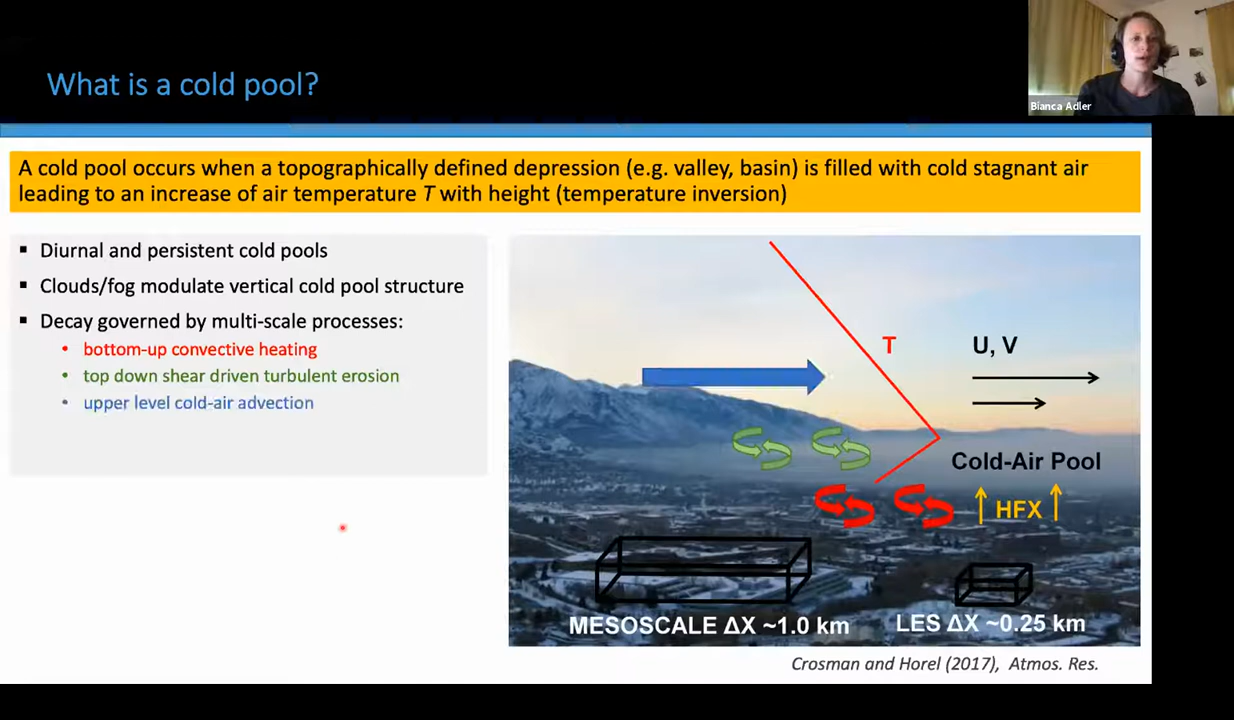 What is a cold pool?
Bianca Adler
A cold pool occurs when a topographically defined depression (e.g. valley, basin) is filled with cold stagnant air
leading to an increase of air temperature T with height (temperature inversion)
▪ Diurnal and persistent cold pools
▪ Clouds/fog modulate vertical cold pool structure
▪ Decay governed by multi-scale processes:
• bottom-up convective heating
• top down shear driven turbulent erosion
• upper level cold-air advection
T
U, V
Cold-Air Pool
HFX
MESOSCALE ΔX ~1.0 km
LES ΔX ~0.25 km
Crosman and Horel (2017), Atmos. Res.